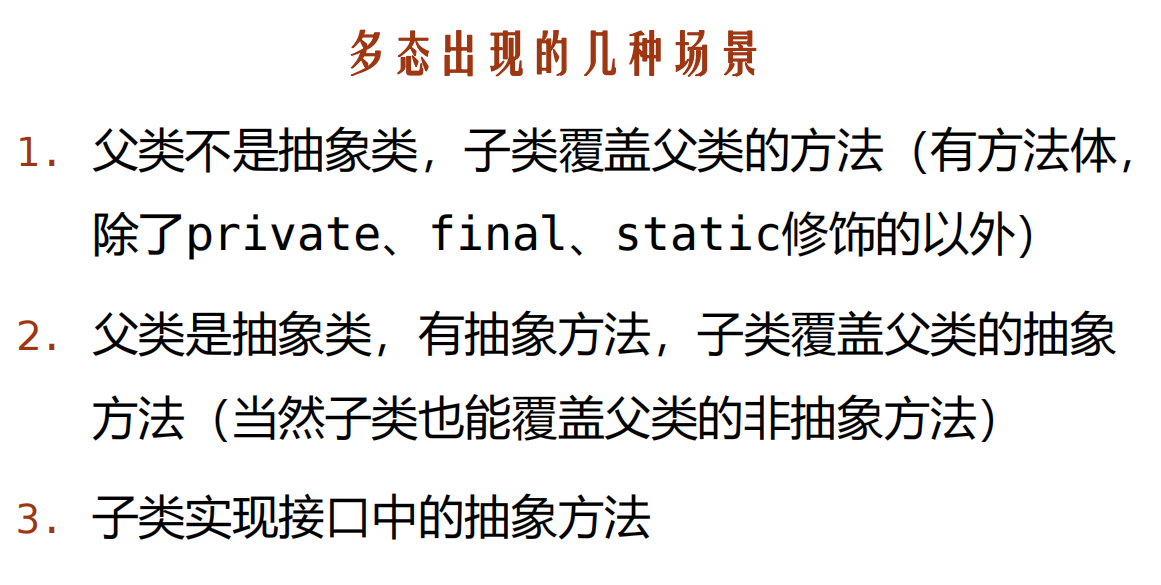 多态出现的几种场景
1. 父类不是抽象类，子类覆盖父类的方法（有方法体，
除了private、final、static修饰的以外）
2. 父类是抽象类，有抽象方法，子类覆盖父类的抽象
方法（当然子类也能覆盖父类的非抽象方法）
3. 子类实现接口中的抽象方法